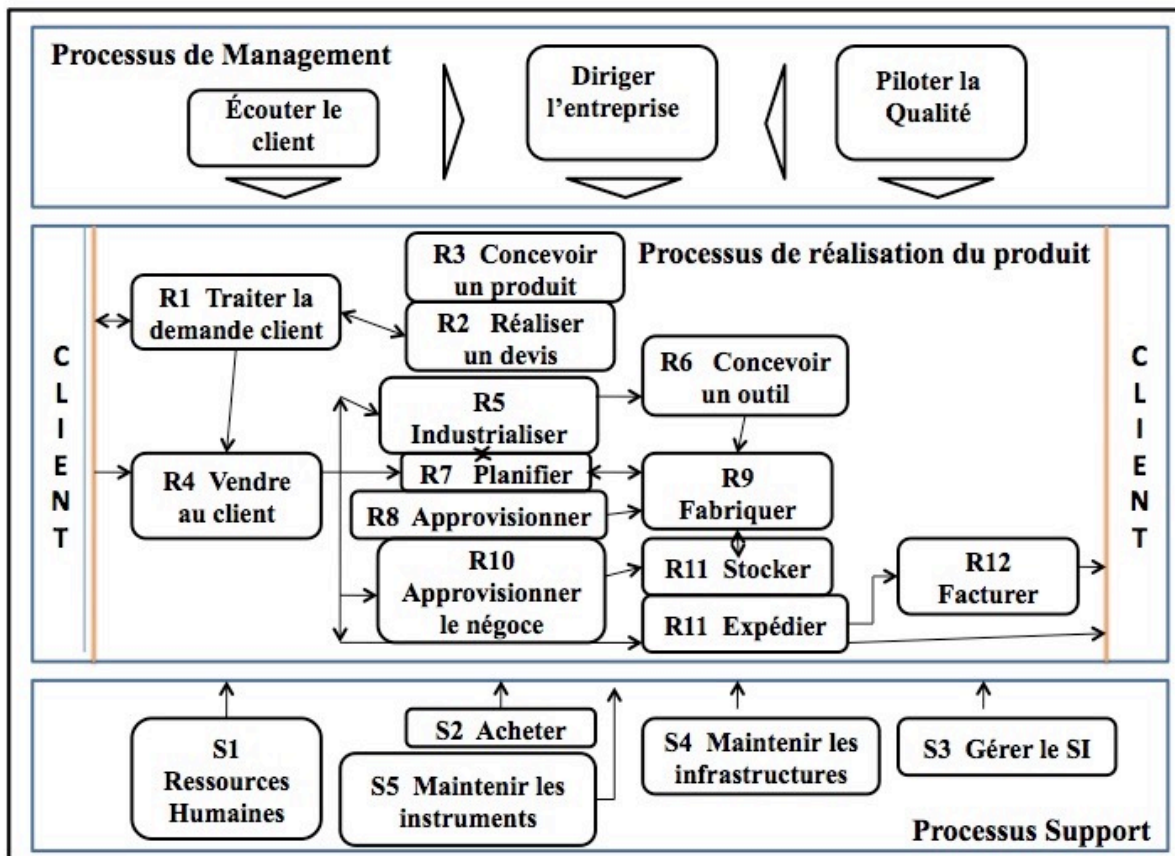 Processus de Management
Écouter le
client
Diriger
l'entreprise
Piloter la
Qualité
Processus de réalisation du produit
CLIENT
R1 Traiter la
demande client
R3 Concevoir
un produit
R2 Réaliser
un devis
R6 Concevoir
un outil
R5
Industrialiser
R4 Vendre
au client
R7 Planifier
R9
Fabriquer
R8 Approvisionner
R10
Approvisionner
le négoce
R11 Stocker
R11 Expédier
R12
Facturer
CLIENT
S1
Ressources
Humaines
S2 Acheter
S5 Maintenir les
instruments
S4 Maintenir les
infrastructures
S3 Gérer le SI
Processus Support